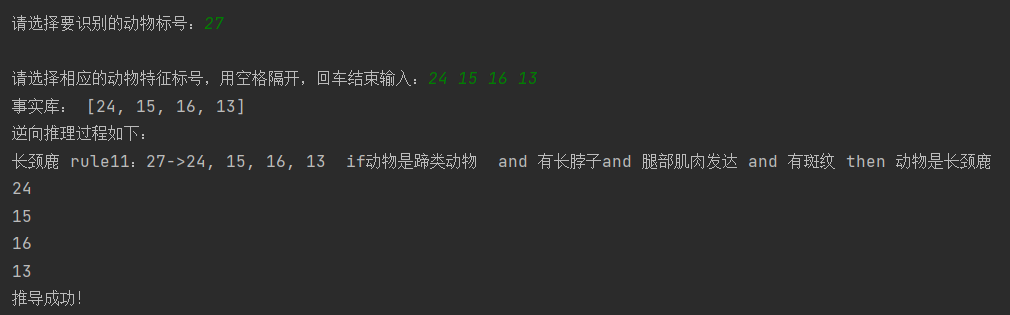 请选择要识别的动物标号：27
请选择相应的动物特征标号，用空格隔开，回车结束输入：24 15 16 13
事实库： [24, 15, 16, 13]
逆向推理过程如下：
长颈鹿 rule11：27->24, 15, 16, 13  if动物是蹄类动物  and 有长脖子and 腿部肌肉发达 and 有斑纹 then 动物是长颈鹿
24
15
16
13
推导成功！